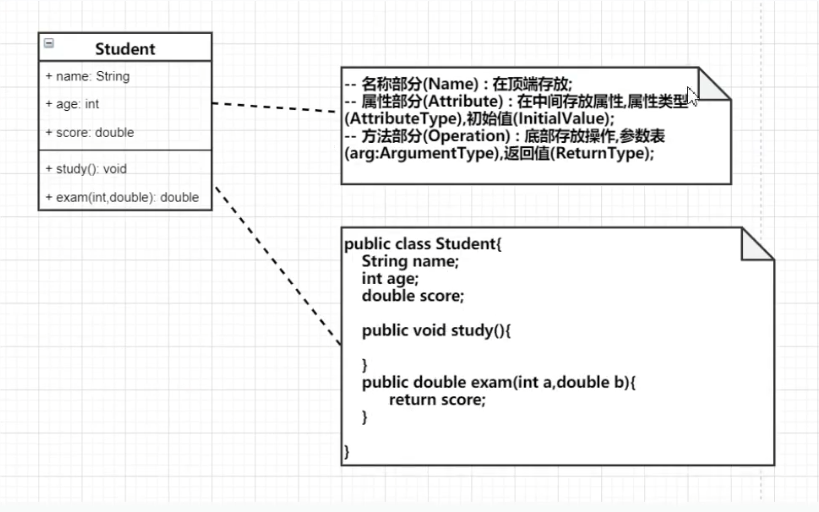 Student
+ name: String
+ age: int
+ score: double
+ study(): void
+ exam(int,double): double
-- 名称部分(Name) : 在顶端存放;
-- 属性部分(Attribute) : 在中间存放属性,属性类型
(AttributeType),初始值(InitialValue);
-- 方法部分(Operation) : 底部存放操作,参数表
(arg:ArgumentType),返回值(ReturnType);
public class Student{
String name;
int age;
double score;
public void study(){
}
public double exam(int a,double b){
return score;
}
}